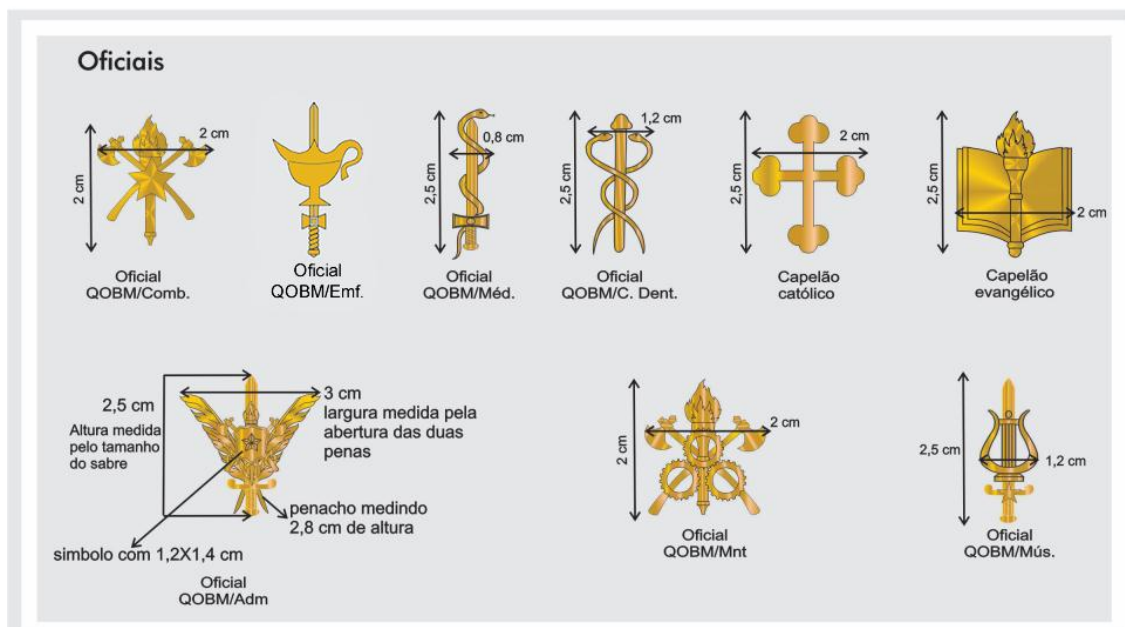 Oficiais
2 cm
2 cm
Oficial
QOBM/Comb.
Oficial
QOBM/Emf.
2,5 cm
0,8 cm
Oficial
QOBM/Méd.
2,5 cm
1,2 cm
Oficial
QOBM/C. Dent.
2,5 cm
2 cm
Capelão
católico
2,5 cm
2 cm
Capelão
evangélico
2,5 cm
Altura medida
pelo tamanho
do sabre
3 cm
largura medida pela
abertura das duas
penas
penacho medindo
2,8 cm de altura
simbolo com 1,2X1,4 cm
Oficial
QOBM/Adm
2 cm
2 cm
Oficial
QOBM/Mnt
2,5 cm
1,2 cm
Oficial
QOBM/Mús.